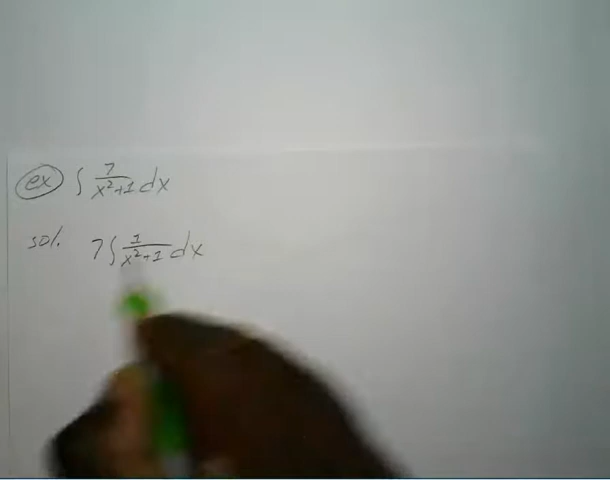 ex ∫ 7/(x²+1) dx
sol. 7∫ 1/(x²+1) dx